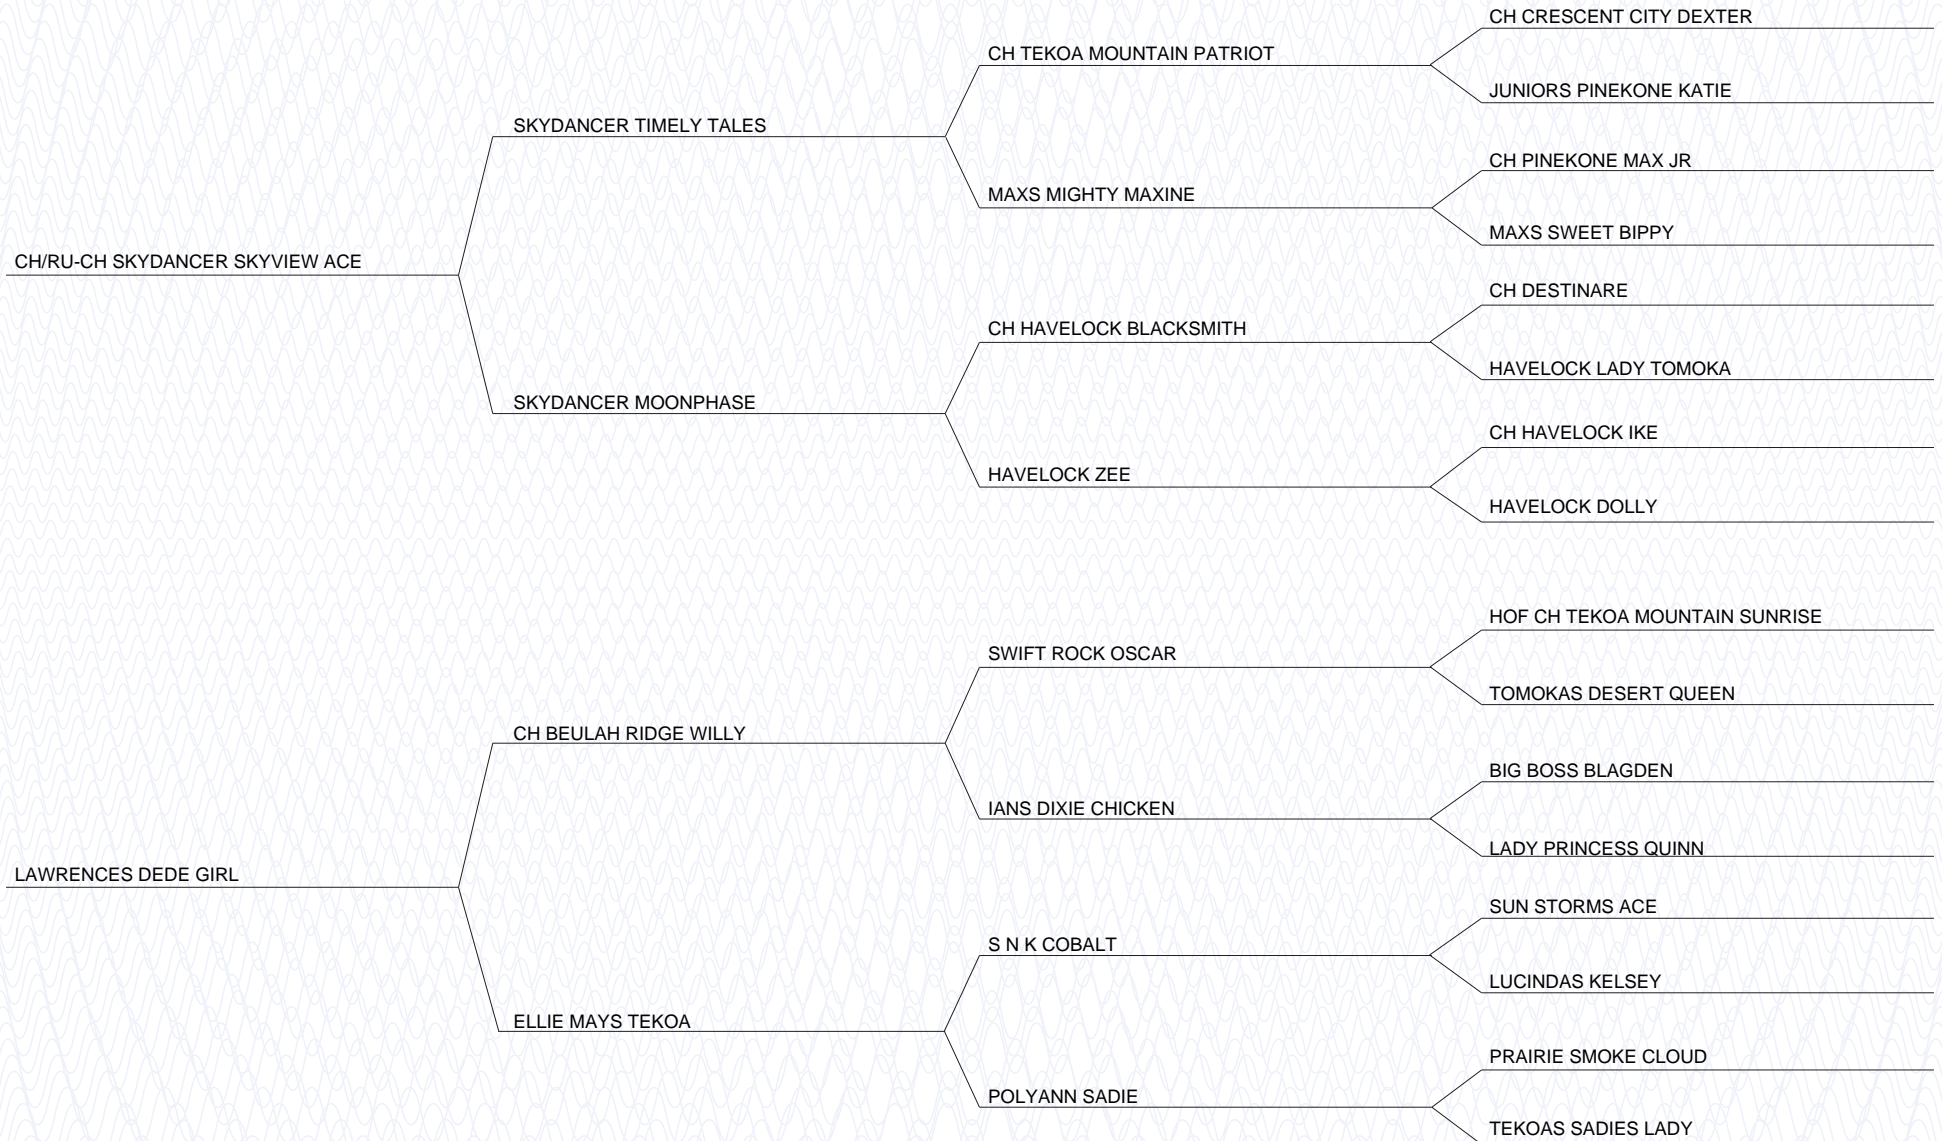 CH CRESCENT CITY DEXTER
CH TEKOA MOUNTAIN PATRIOT
JUNIORS PINEKONE KATIE
SKYDANCER TIMELY TALES
CH PINEKONE MAX JR
MAXS MIGHTY MAXINE
MAXS SWEET BIPPY
CH/RU-CH SKYDANCER SKYVIEW ACE
CH DESTINARE
CH HAVELOCK BLACKSMITH
HAVELOCK LADY TOMOKA
SKYDANCER MOONPHASE
CH HAVELOCK IKE
HAVELOCK ZEE
HAVELOCK DOLLY
HOF CH TEKOA MOUNTAIN SUNRISE
SWIFT ROCK OSCAR
TOMOKAS DESERT QUEEN
CH BEULAH RIDGE WILLY
BIG BOSS BLAGDEN
IANS DIXIE CHICKEN
LADY PRINCESS QUINN
LAWRENCES DEDE GIRL
SUN STORMS ACE
S N K COBALT
LUCINDAS KELSEY
ELLIE MAYS TEKOA
PRAIRIE SMOKE CLOUD
POLYANN SADIE
TEKOAS SADIES LADY